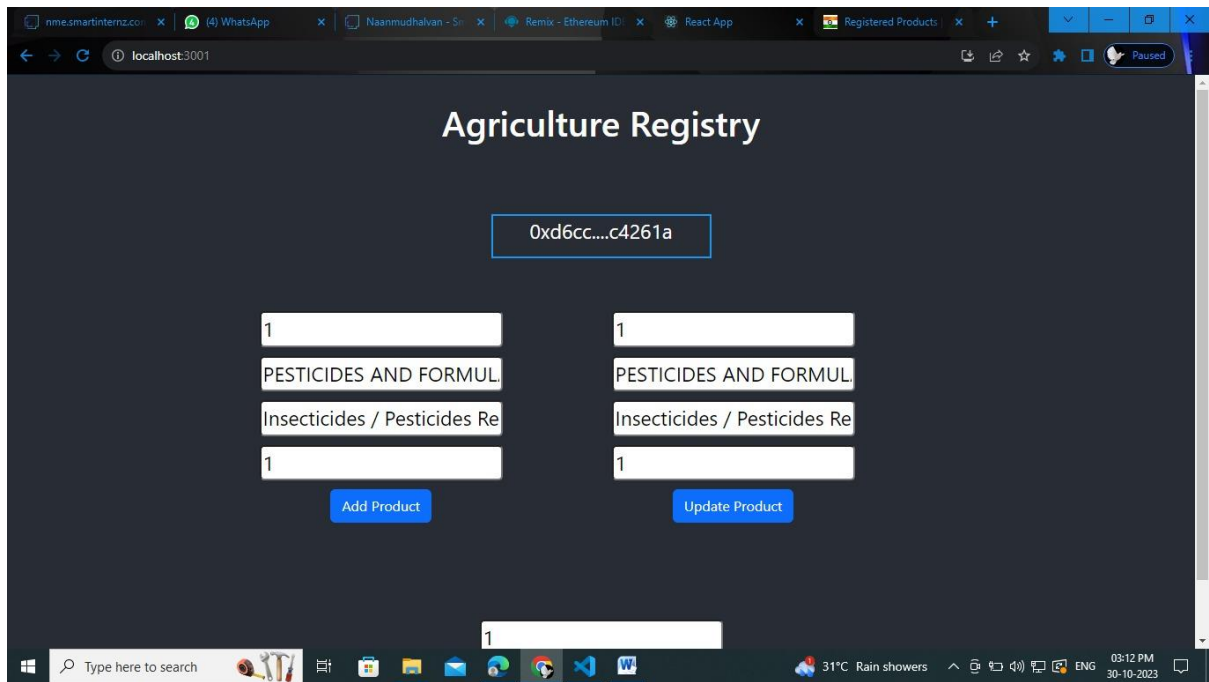 nme.smartinternz.con
(4) WhatsApp
Naanmudhalvan - Sn
Remix - Ethereum ID
React App
Registered Products
localhost:3001
Paused
Agriculture Registry
0xd6cc....c4261a
1
1
PESTICIDES AND FORMUL
PESTICIDES AND FORMUL
Insecticides / Pesticides Re
Insecticides / Pesticides Re
1
1
Add Product
Update Product
1
Type here to search
31°C Rain showers
ENG
03:12 PM
30-10-2023